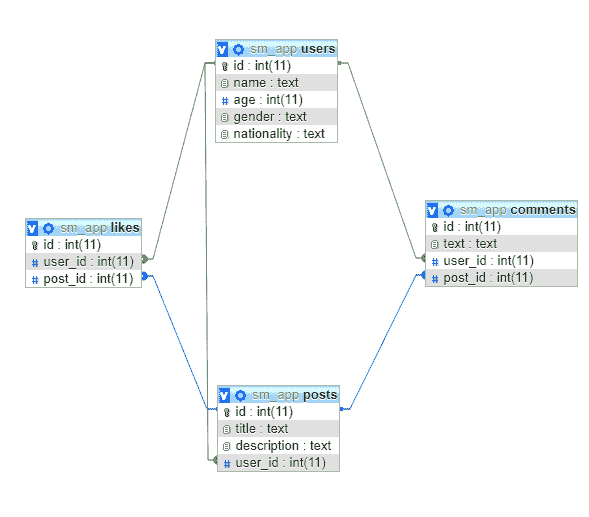 sm_app users
id : int(11)
name : text
age : int(11)
gender : text
nationality : text
sm_app likes
id : int(11)
user_id : int(11)
post_id : int(11)
sm_app comments
id : int(11)
text : text
user_id : int(11)
post_id : int(11)
sm_app posts
id : int(11)
title : text
description : text
user_id : int(11)